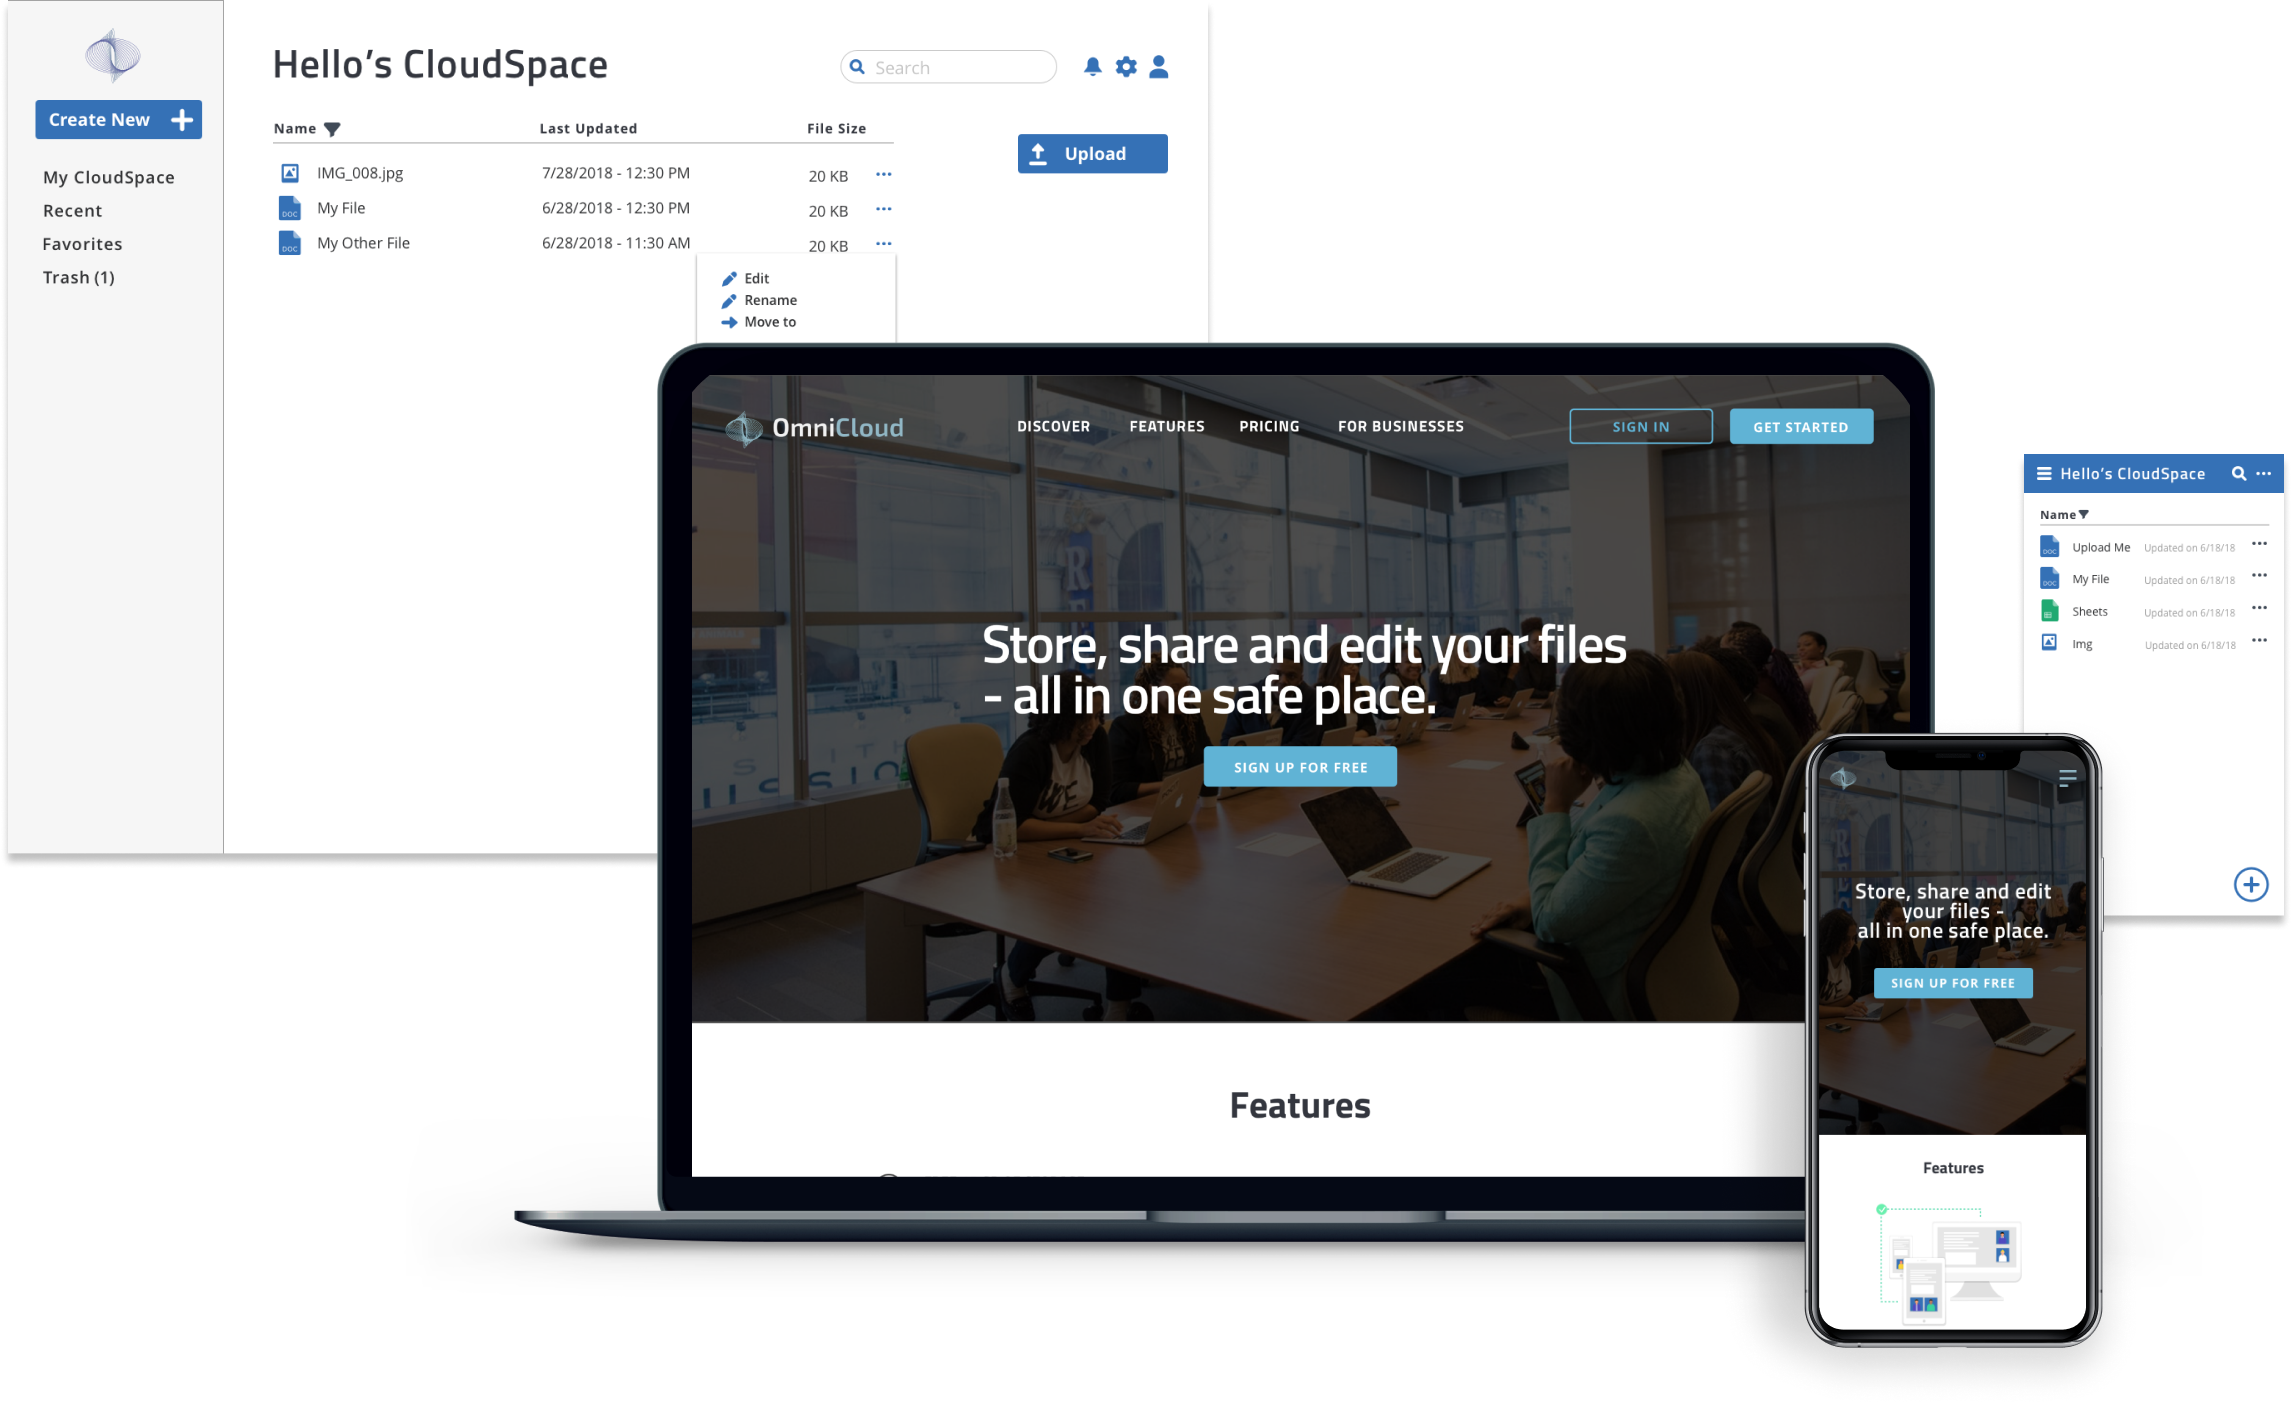 Hello's CloudSpace
Search
Create New
My CloudSpace
Recent
Favorites
Trash (1)
Name
Last Updated
File Size
Upload
IMG_008.jpg
7/28/2018 - 12:30 PM
20 KB
DOC
My File
6/28/2018 - 12:30 PM
20 KB
DOC
My Other File
6/28/2018 - 11:30 AM
20 KB
Edit
Rename
Move to
OmniCloud
DISCOVER
FEATURES
PRICING
FOR BUSINESSES
SIGN IN
GET STARTED
Store, share and edit your files
- all in one safe place.
SIGN UP FOR FREE
Features
Hello's CloudSpace
Name
DOC
Upload Me
Updated on 6/18/18
DOC
My File
Updated on 6/18/18
Sheets
Updated on 6/18/18
Img
Updated on 6/18/18
Store, share and edit
your files -
all in one safe place.
SIGN UP FOR FREE
Features